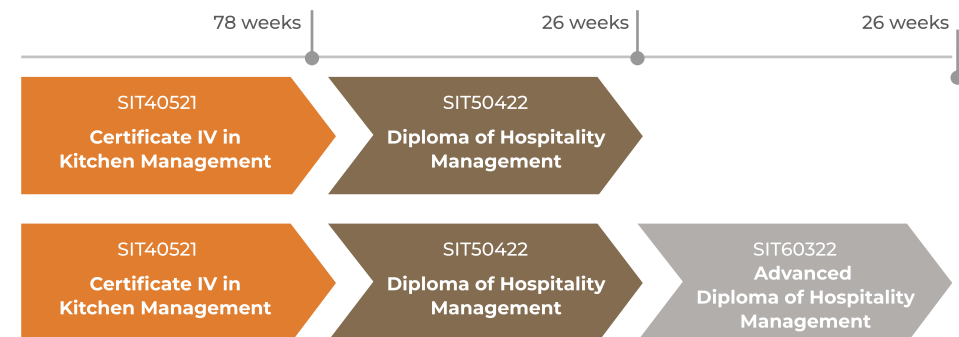 78 weeks
26 weeks
26 weeks
SIT40521
Certificate IV in
Kitchen Management
SIT50422
Diploma of Hospitality
Management
SIT40521
Certificate IV in
Kitchen Management
SIT50422
Diploma of Hospitality
Management
SIT60322
Advanced
Diploma of Hospitality
Management